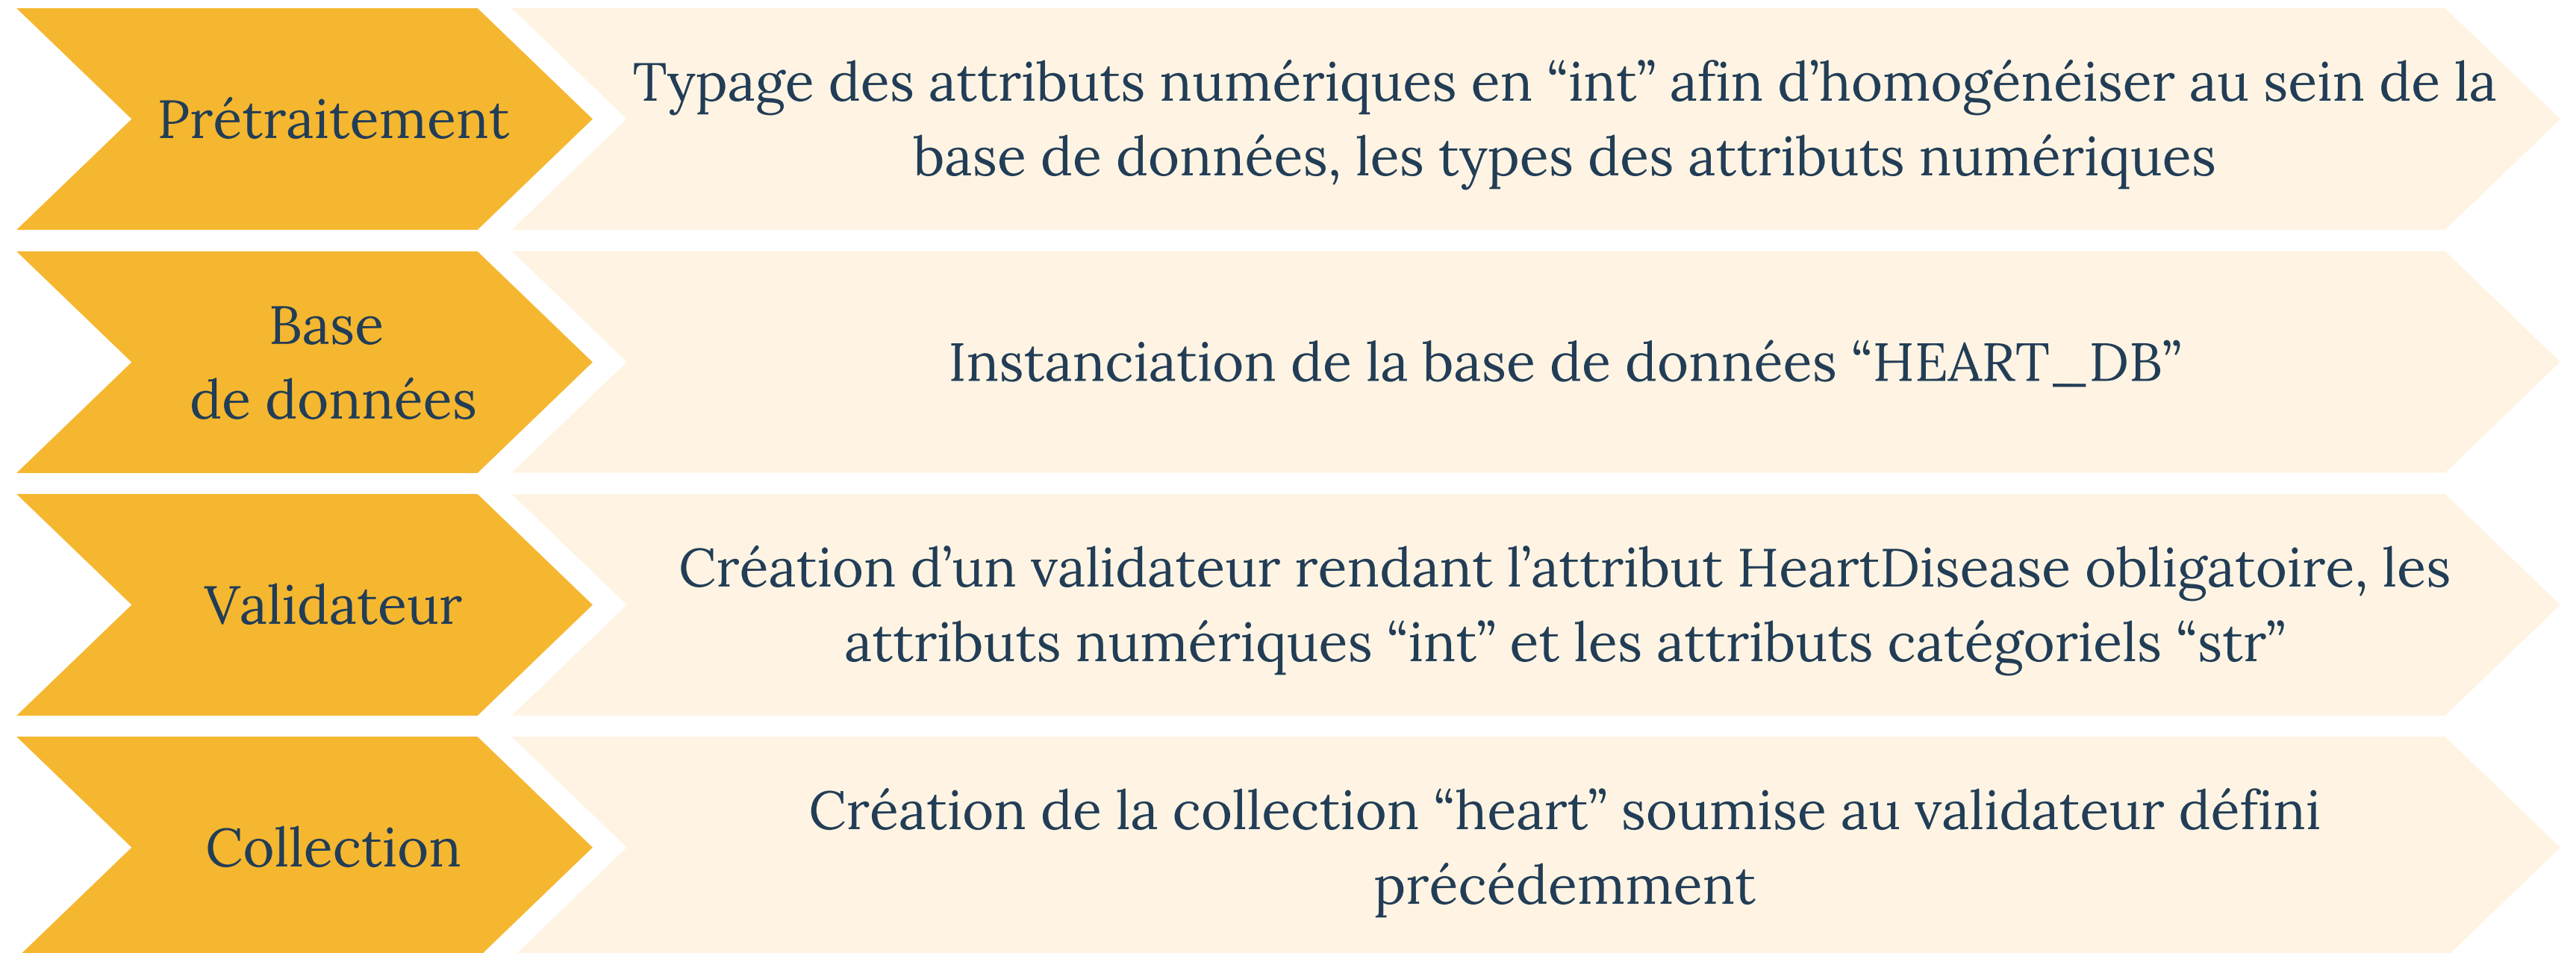 Prétraitement
Typage des attributs numériques en “int” afin d’homogénéiser au sein de la
base de données, les types des attributs numériques
Base
de données
Instanciation de la base de données “HEART_DB”
Validateur
Création d’un validateur rendant l’attribut HeartDisease obligatoire, les
attributs numériques “int” et les attributs catégoriels “str”
Collection
Création de la collection “heart” soumise au validateur défini
précédemment